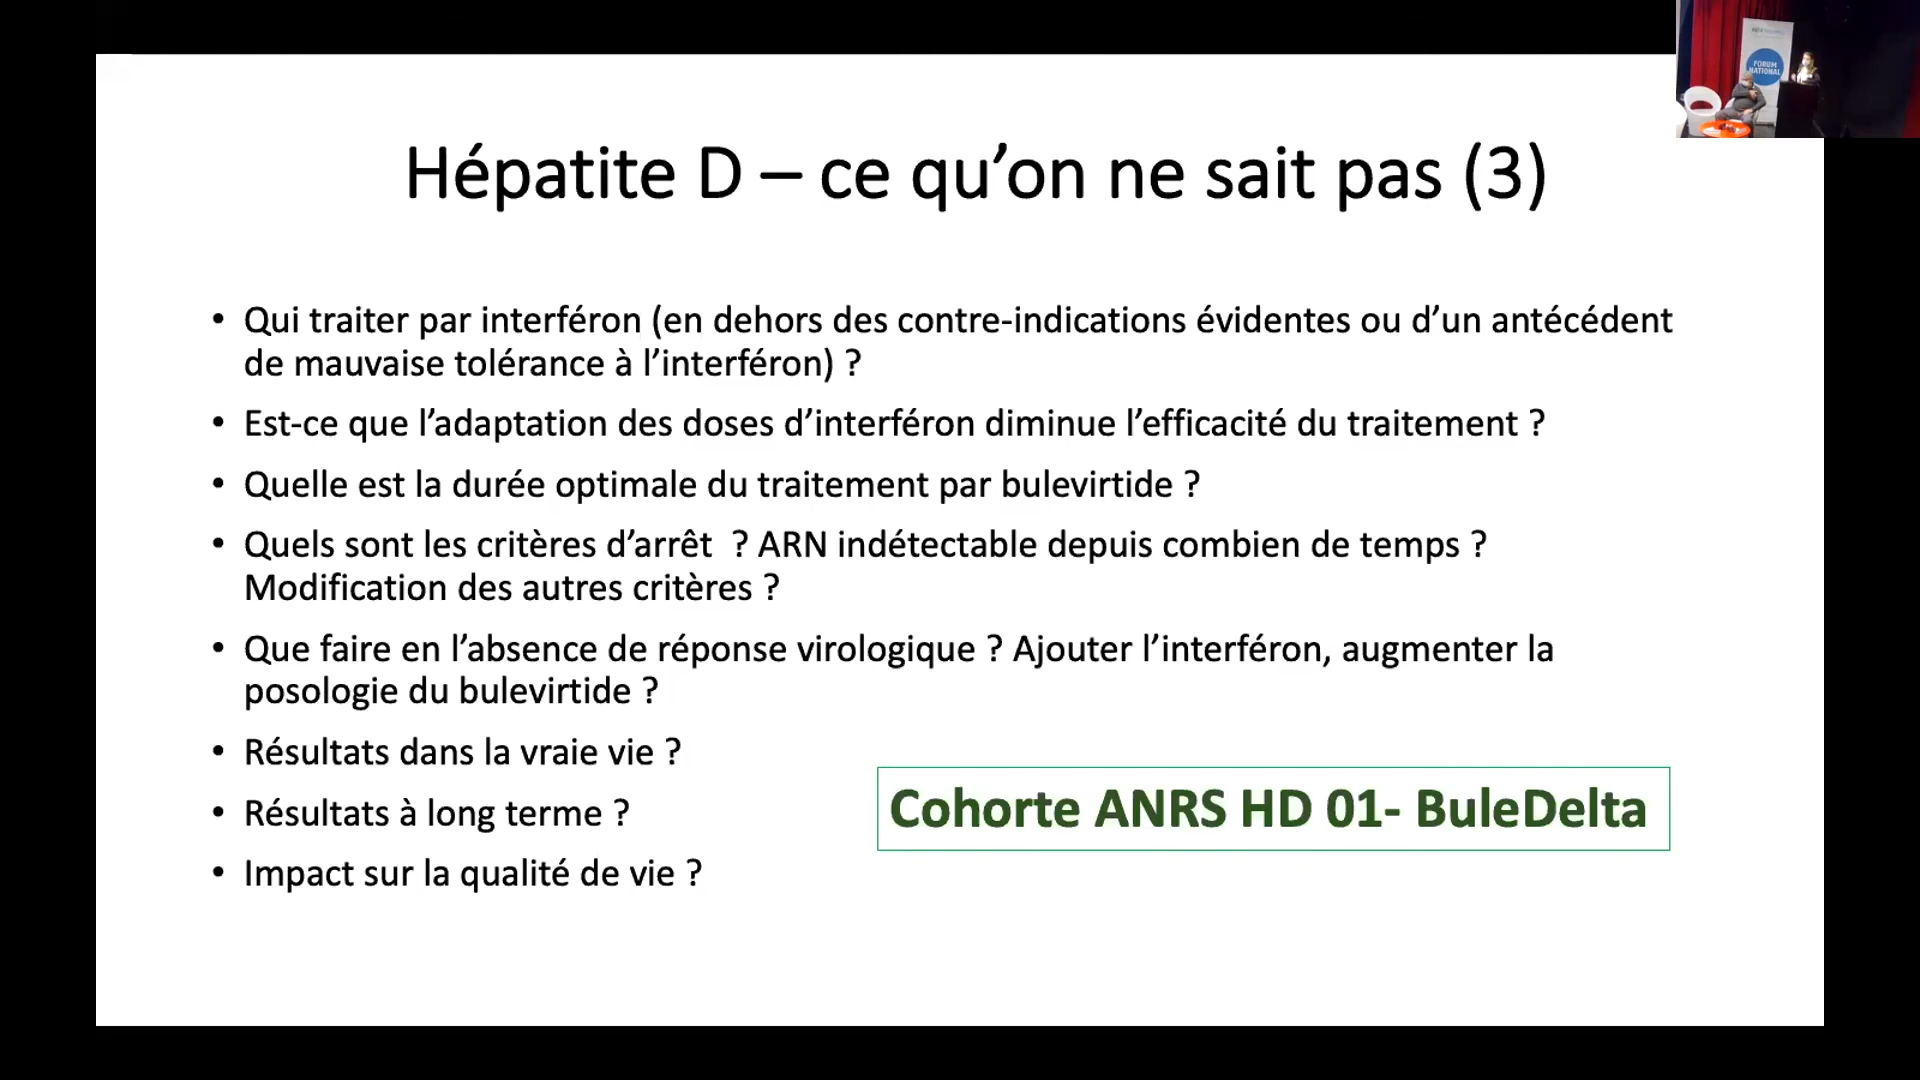 Hépatite D – ce qu’on ne sait pas (3)
• Qui traiter par interféron (en dehors des contre-indications évidentes ou d’un antécédent
de mauvaise tolérance à l’interféron) ?
• Est-ce que l’adaptation des doses d’interféron diminue l’efficacité du traitement ?
• Quelle est la durée optimale du traitement par bulevirtide ?
• Quels sont les critères d’arrêt  ? ARN indétectable depuis combien de temps ?
Modification des autres critères ?
• Que faire en l’absence de réponse virologique ? Ajouter l’interféron, augmenter la
posologie du bulevirtide ?
• Résultats dans la vraie vie ?
• Résultats à long terme ?
• Impact sur la qualité de vie ?
Cohorte ANRS HD 01- BuleDelta
FORUM
NATIONAL